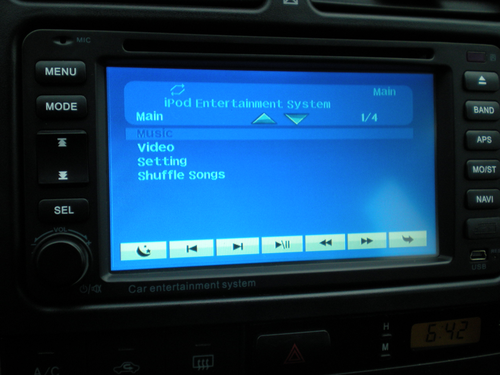 MIC
MENU
MODE
SEL
VOL
Main
iPod Entertainment System
Main 1/4
Music
Video
Setting
Shuffle Songs
BAND
APS
MO/ST
NAVI
USB
Car entertainment system
A/C
H
M
6:42